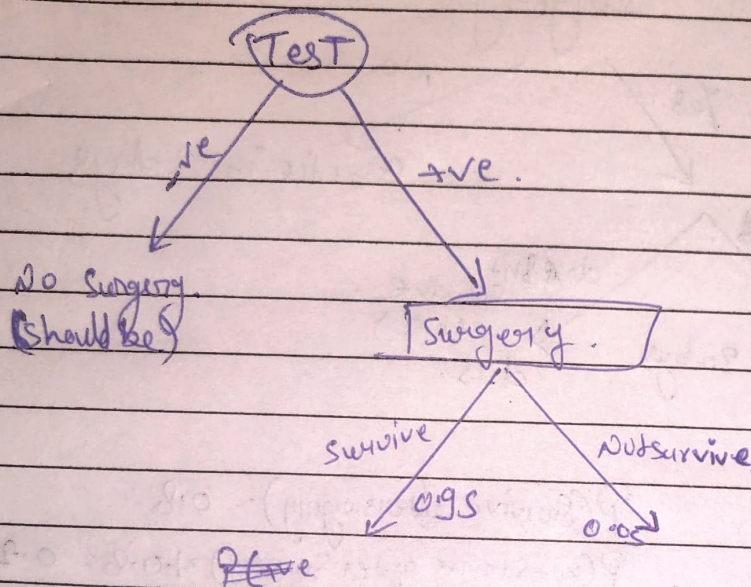 TesT
-ve
+ve.
No Surgery.
(Should be)
Surgery.
Survive
Notsurvive
0.95
0.05